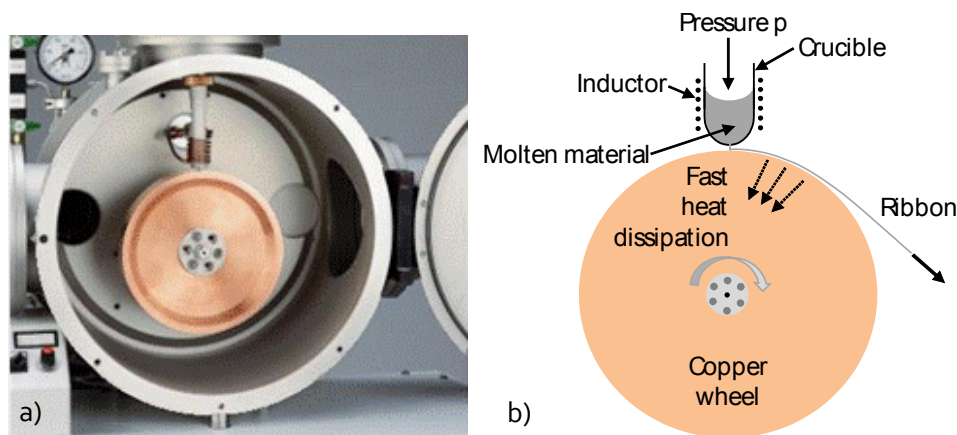 a)
Pressure p
Crucible
Inductor
Molten material
Fast
heat
dissipation
Ribbon
Copper
wheel
b)